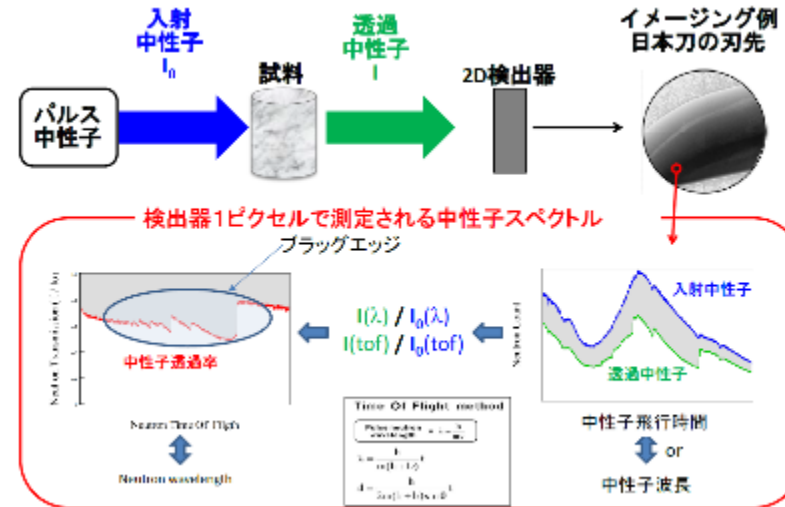 入射
中性子
I₀
透過
中性子
I
イメージング例
日本刀の刃先
試料
2D検出器
パルス
中性子
検出器1ピクセルで測定される中性子スペクトル
ブラッグエッジ
入射中性子
I(λ) / I₀(λ)
I(tof) / I₀(tof)
中性子透過率
透過中性子
Neutron Time Of Fligh
Neutron wavelength
Time Of Flight method
中性子飛行時間
or
中性子波長